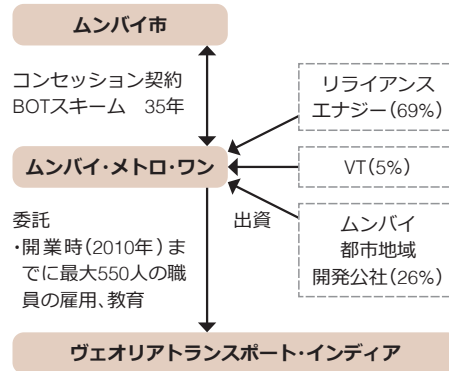 ムンバイ市
コンセッション契約
BOTスキーム　35年
リライアンス
エナジー(69%)
ムンバイ・メトロ・ワン
VT(5%)
委託
・開業時(2010年)ま
でに最大550人の職
員の雇用、教育
出資
ムンバイ
都市地域
開発公社(26%)
ヴェオリアトランスポート・インディア